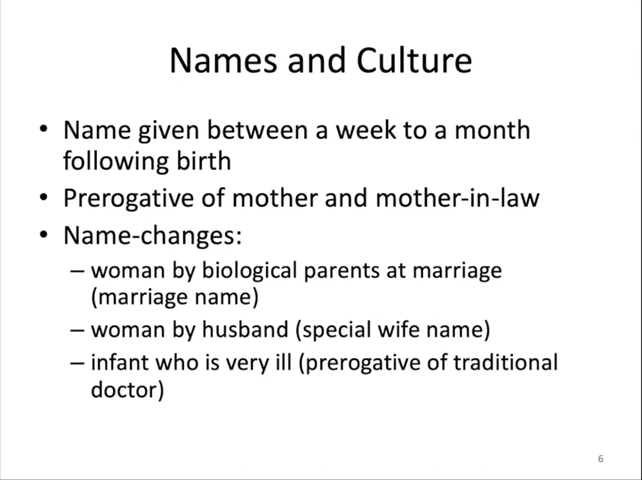 Names and Culture
• Name given between a week to a month
following birth
• Prerogative of mother and mother-in-law
• Name-changes:
– woman by biological parents at marriage
(marriage name)
– woman by husband (special wife name)
– infant who is very ill (prerogative of traditional
doctor)
6